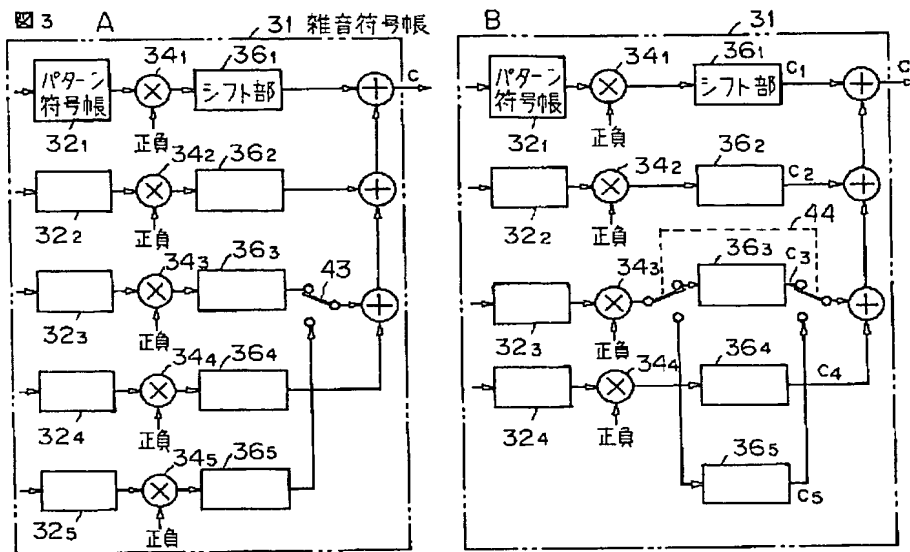 図3 A
31 雑音符号帳
パターン
符号帳
32₁
34₁
正負
36₁
シフト部
c
32₂
34₂
正負
36₂
32₃
34₃
正負
36₃
43
32₄
34₄
正負
36₄
32₅
34₅
正負
36₅
B
31
パターン
符号帳
32₁
34₁
正負
36₁
シフト部
c₁
c
32₂
34₂
正負
36₂
c₂
44
32₃
34₃
正負
36₃
c₃
32₄
34₄
正負
36₄
c₄
36₅
c₅